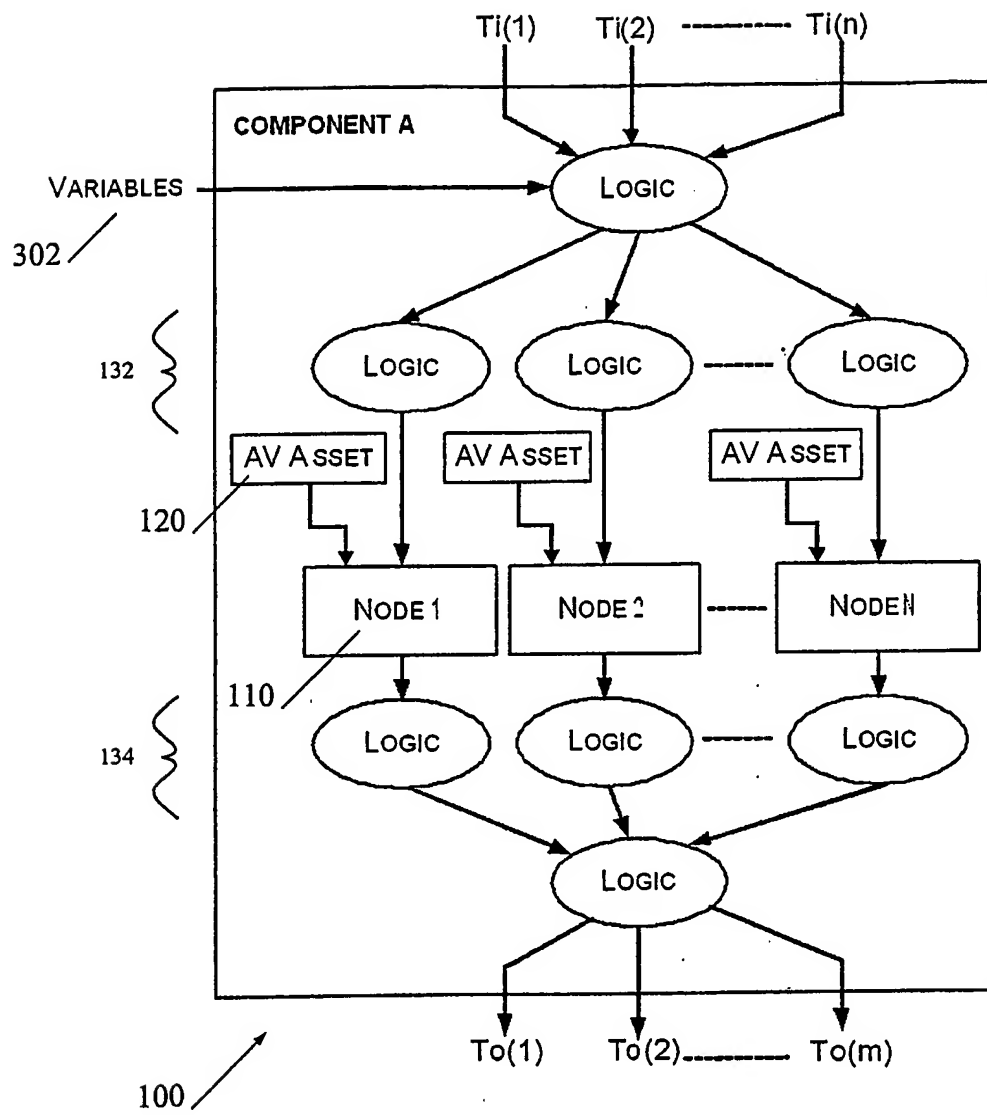 Ti(1) Ti(2) Ti(n)
COMPONENT A
LOGIC
VARIABLES
302
132
LOGIC LOGIC LOGIC
AV ASSET AV ASSET AV ASSET
120
NODE 1 NODE 2 NODE N
110
134
LOGIC LOGIC LOGIC
LOGIC
To(1) To(2) To(m)
100